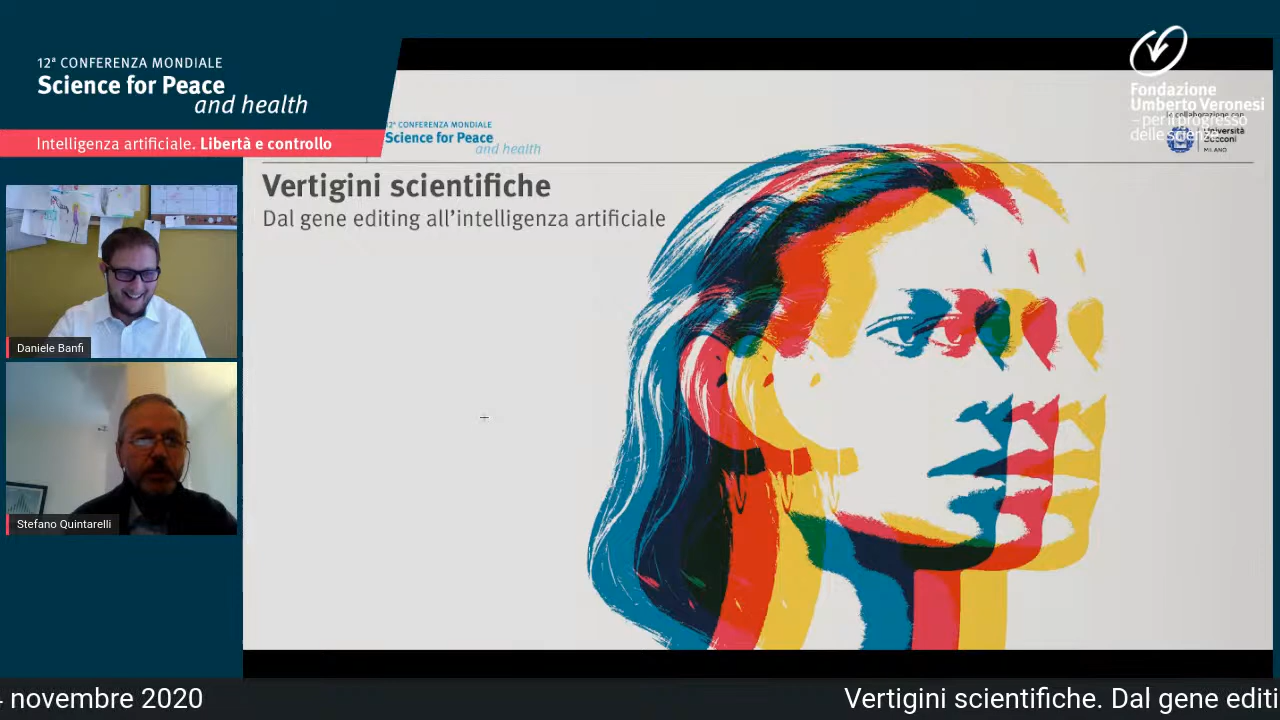 12ª CONFERENZA MONDIALE
Science for Peace
and health
Intelligenza artificiale. Libertà e controllo
Fondazione
Umberto Veronesi
– per il progresso
delle scienze
in collaborazione con
Università
Bocconi
MILANO
12ª CONFERENZA MONDIALE
Science for Peace
and health
Vertigini scientifiche
Dal gene editing all'intelligenza artificiale
Daniele Banfi
Stefano Quintarelli
novembre 2020
Vertigini scientifiche. Dal gene editi